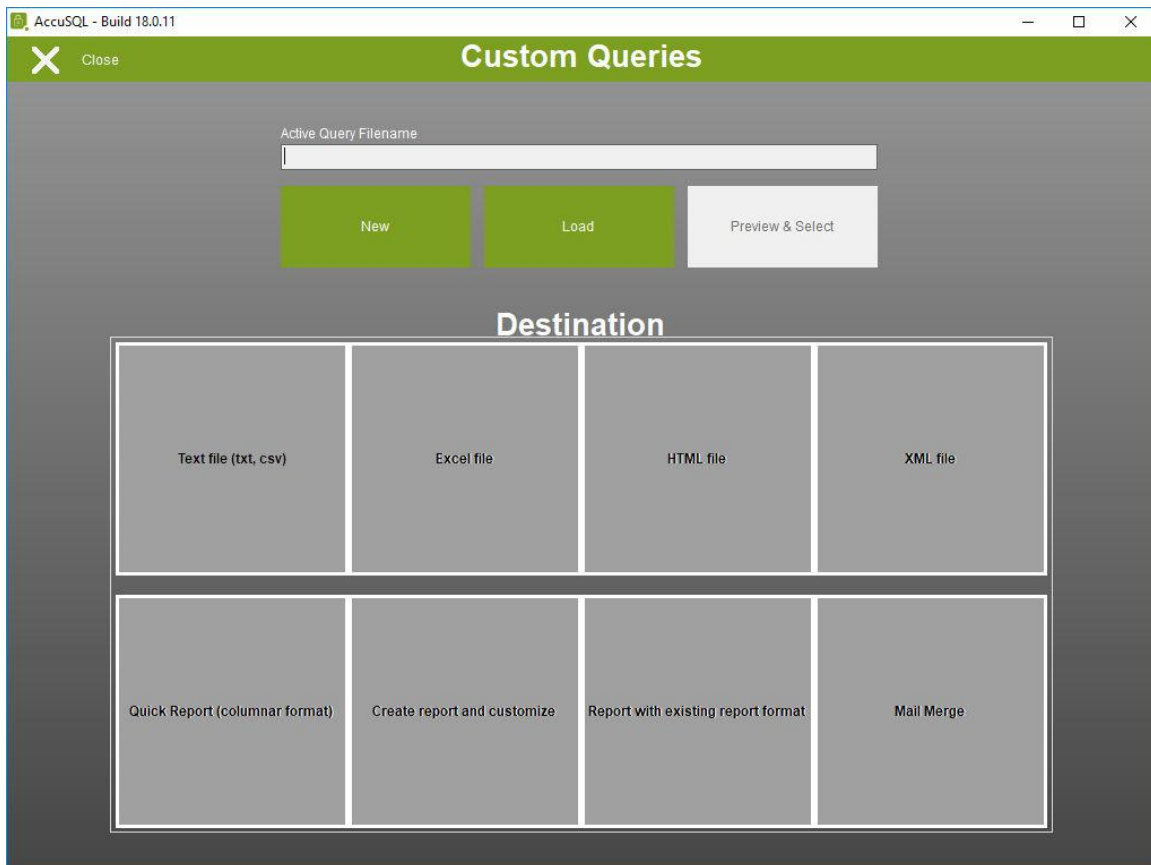 AccuSQL - Build 18.0.11
Close
Custom Queries
Active Query Filename
New
Load
Preview & Select
Destination
Text file (txt, csv)
Excel file
HTML file
XML file
Quick Report (columnar format)
Create report and customize
Report with existing report format
Mail Merge